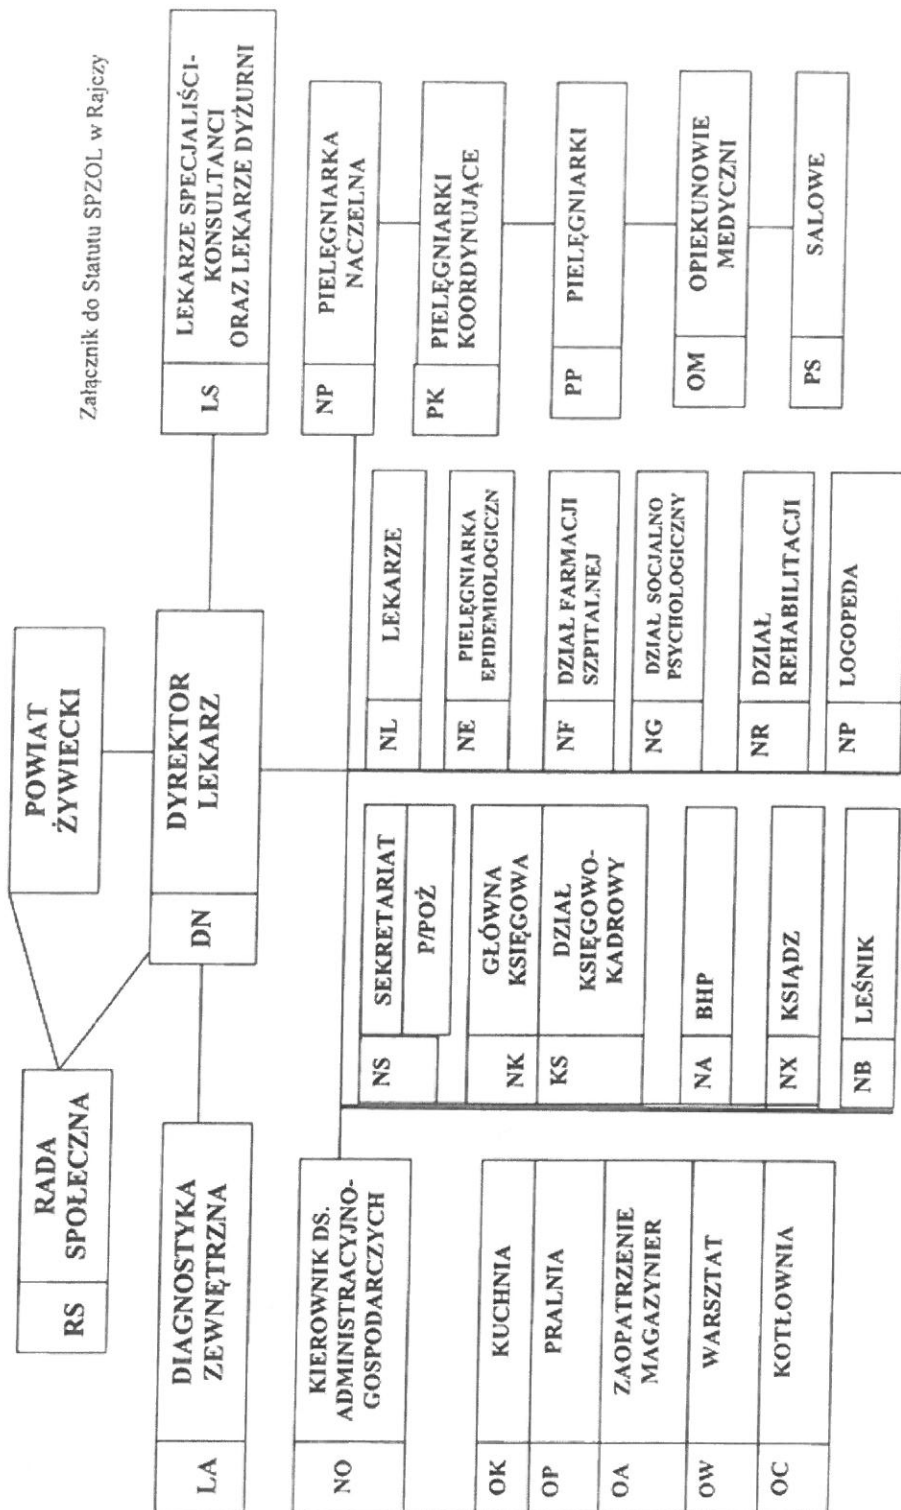 Załącznik do Statutu SPZOL w Rajczy
POWIAT
ŻYWIECKI
RS
RADA
SPOŁECZNA
DN
DYREKTOR
LEKARZ
LA
DIAGNOSTYKA
ZEWNĘTRZNA
LS
LEKARZE SPECJALIŚCI-
KONSULTANCI
ORAZ LEKARZE DYŻURNI
NO
KIEROWNIK DS.
ADMINISTRACYJNO-
GOSPODARCZYCH
OK
KUCHNIA
OP
PRALNIA
OA
ZAOPATRZENIE
MAGAZYNIER
OW
WARSZTAT
OC
KOTŁOWNIA
NS
SEKRETARIAT
P/POŻ
NK
GŁÓWNA
KSIĘGOWA
KS
DZIAŁ
KSIĘGOWO-
KADROWY
NA
BHP
NX
KSIĄDZ
NB
LEŚNIK
NL
LEKARZE
NE
PIELĘGNIARKA
EPIDEMIOLOGICZN
NF
DZIAŁ FARMACJI
SZPITALNEJ
NG
DZIAŁ SOCJALNO
PSYCHOLOGICZNY
NR
DZIAŁ
REHABILITACJI
NP
LOGOPEDA
NP
PIELĘGNIARKA
NACZELNA
PK
PIELĘGNIARKI
KOORDYNUJĄCE
PP
PIELĘGNIARKI
OM
OPIEKUNOWIE
MEDYCZNI
PS
SALOWE